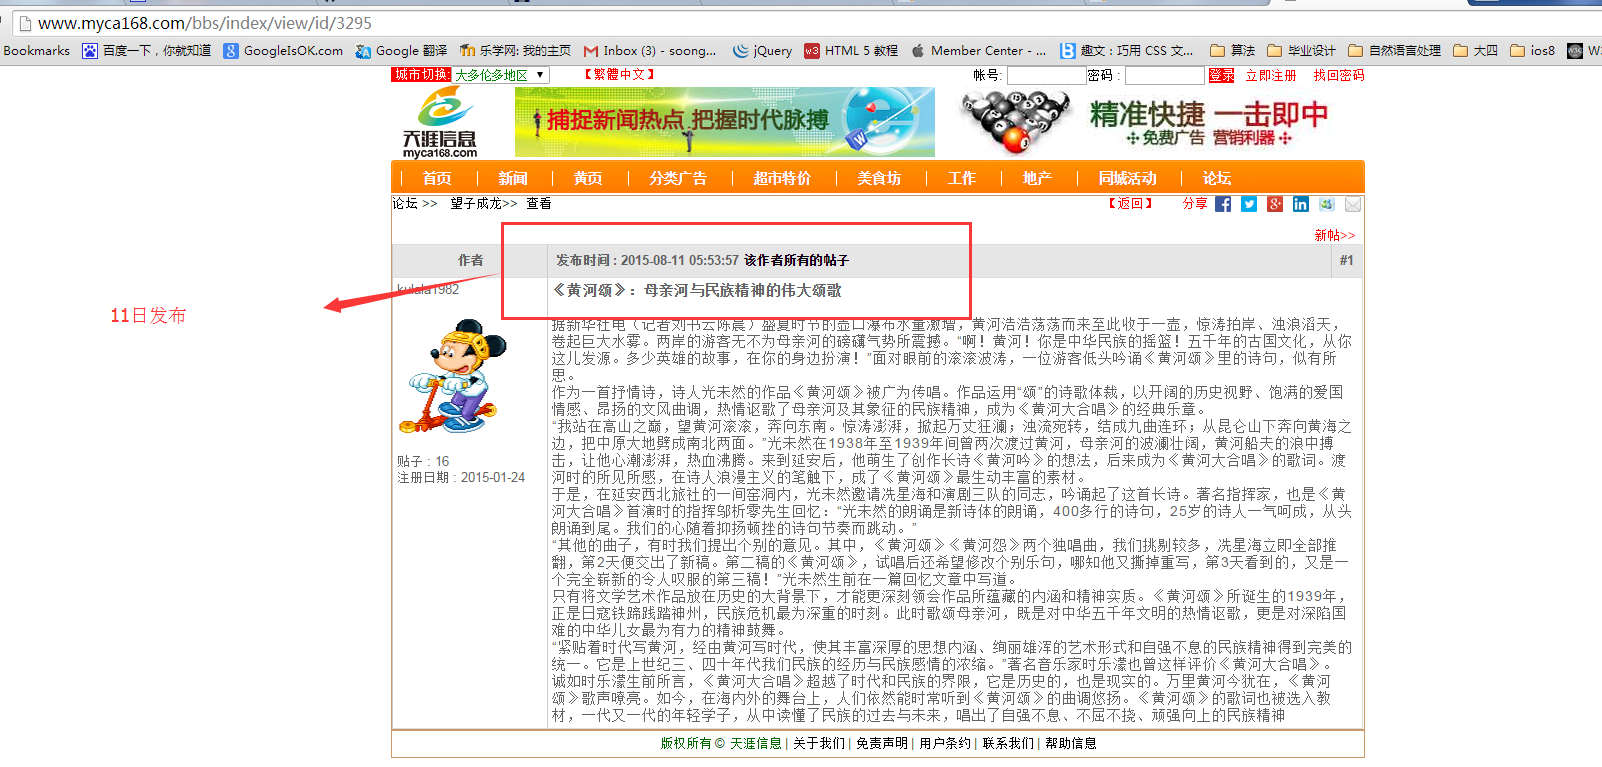 www.myca168.com/bbs/index/view/id/3295
Bookmarks 百度一下，你就知道 GoogleIsOK.com Google 翻译 乐学网: 我的主页 Inbox (3) - soong... jQuery HTML 5 教程 Member Center - ... 趣文：巧用 CSS 文... 算法 毕业设计 自然语言处理 大四 ios8 W
城市切换: 大多伦多地区 【繁體中文】 帐号: 密码 : 登录 立即注册 找回密码
天涯信息
myca168.com
捕捉新闻热点 把握时代脉搏
精准快捷 一击即中
免费广告 营销利器
首页 新闻 黄页 分类广告 超市特价 美食坊 工作 地产 同城活动 论坛
论坛 >> 望子成龙>> 查看 【返回】 分享
新帖>>
作者 发布时间 : 2015-08-11 05:53:57 该作者所有的帖子 #1
kulala1982
《黄河颂》：母亲河与民族精神的伟大颂歌
11日发布
据新华社电（记者刘书云陈晨）盛夏时节的壶口瀑布水量激增，黄河浩浩荡荡而来至此收于一壶，惊涛拍岸、浊浪滔天，
卷起巨大水雾。两岸的游客无不为母亲河的磅礴气势所震撼。“啊！黄河！你是中华民族的摇篮！五千年的古国文化，从你
这儿发源。多少英雄的故事，在你的身边扮演！”面对眼前的滚滚波涛，一位游客低头吟诵《黄河颂》里的诗句，似有所
思。
作为一首抒情诗，诗人光未然的作品《黄河颂》被广为传唱。作品运用“颂”的诗歌体裁，以开阔的历史视野、饱满的爱国
情感、昂扬的文风曲调，热情讴歌了母亲河及其象征的民族精神，成为《黄河大合唱》的经典乐章。
“我站在高山之巅，望黄河滚滚，奔向东南。惊涛澎湃，掀起万丈狂澜；浊流宛转，结成九曲连环；从昆仑山下奔向黄海之
边，把中原大地劈成南北两面。”光未然在1938年至1939年间曾两次渡过黄河，母亲河的波澜壮阔，黄河船夫的浪中搏
击，让他心潮澎湃，热血沸腾。来到延安后，他萌生了创作长诗《黄河吟》的想法，后来成为《黄河大合唱》的歌词。渡
河时的所见所感，在诗人浪漫主义的笔触下，成了《黄河颂》最生动丰富的素材。
于是，在延安西北旅社的一间窑洞内，光未然邀请冼星海和演剧三队的同志，吟诵起了这首长诗。著名指挥家，也是《黄
河大合唱》首演时的指挥邬析零先生回忆：“光未然的朗诵是新诗体的朗诵，400多行的诗句，25岁的诗人一气呵成，从头
朗诵到尾。我们的心随着抑扬顿挫的诗句节奏而跳动。”
“其他的曲子，有时我们提出个别的意见。其中，《黄河颂》《黄河怨》两个独唱曲，我们挑剔较多，冼星海立即全部推
翻，第2天便交出了新稿。第二稿的《黄河颂》，试唱后还希望修改个别乐句，哪知他又撕掉重写，第3天看到的，又是一
个完全崭新的令人叹服的第三稿！”光未然生前在一篇回忆文章中写道。
只有将文学艺术作品放在历史的大背景下，才能更深刻领会作品所蕴藏的内涵和精神实质。《黄河颂》所诞生的1939年，
正是日寇铁蹄践踏神州，民族危机最为深重的时刻。此时歌颂母亲河，既是对中华五千年文明的热情讴歌，更是对深陷国
难的中华儿女最为有力的精神鼓舞。
“紧贴着时代写黄河，经由黄河写时代，使其丰富深厚的思想内涵、绚丽雄浑的艺术形式和自强不息的民族精神得到完美的
统一。它是上世纪三、四十年代我们民族的经历与民族感情的浓缩。”著名音乐家时乐濛也曾这样评价《黄河大合唱》。
诚如时乐濛生前所言，《黄河大合唱》超越了时代和民族的界限，它是历史的，也是现实的。万里黄河今犹在，《黄河
颂》歌声嘹亮。如今，在海内外的舞台上，人们依然能时常听到《黄河颂》的曲调悠扬。《黄河颂》的歌词也被选入教
材，一代又一代的年轻学子，从中读懂了民族的过去与未来，唱出了自强不息、不屈不挠、顽强向上的民族精神
贴子 : 16
注册日期 : 2015-01-24
版权所有 © 天涯信息 | 关于我们 | 免责声明 | 用户条约 | 联系我们 | 帮助信息